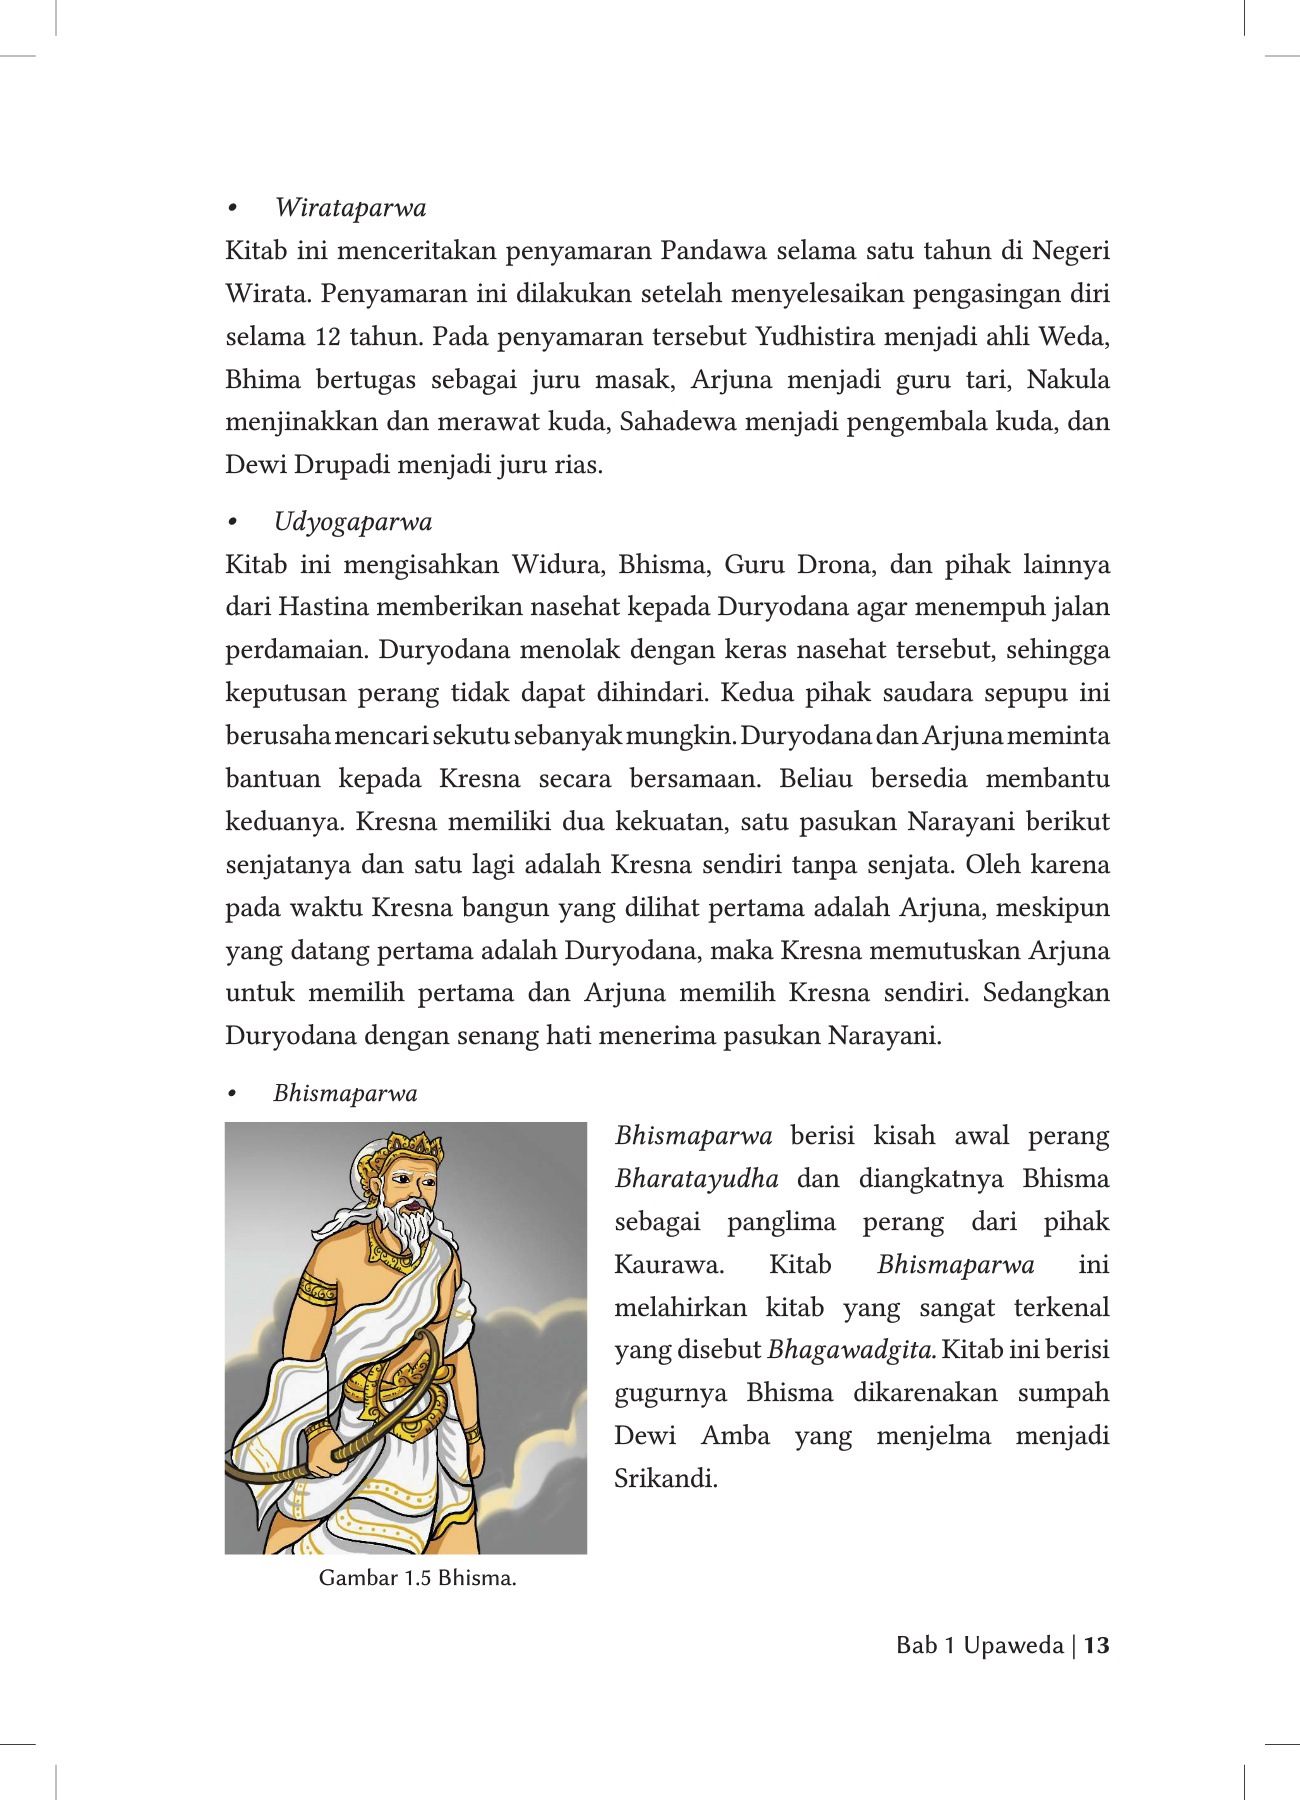 • Wirataparwa
Kitab ini menceritakan penyamaran Pandawa selama satu tahun di Negeri
Wirata. Penyamaran ini dilakukan setelah menyelesaikan pengasingan diri
selama 12 tahun. Pada penyamaran tersebut Yudhistira menjadi ahli Weda,
Bhima bertugas sebagai juru masak, Arjuna menjadi guru tari, Nakula
menjinakkan dan merawat kuda, Sahadewa menjadi pengembala kuda, dan
Dewi Drupadi menjadi juru rias.
• Udyogaparwa
Kitab ini mengisahkan Widura, Bhisma, Guru Drona, dan pihak lainnya
dari Hastina memberikan nasehat kepada Duryodana agar menempuh jalan
perdamaian. Duryodana menolak dengan keras nasehat tersebut, sehingga
keputusan perang tidak dapat dihindari. Kedua pihak saudara sepupu ini
berusaha mencari sekutu sebanyak mungkin. Duryodana dan Arjuna meminta
bantuan kepada Kresna secara bersamaan. Beliau bersedia membantu
keduanya. Kresna memiliki dua kekuatan, satu pasukan Narayani berikut
senjatanya dan satu lagi adalah Kresna sendiri tanpa senjata. Oleh karena
pada waktu Kresna bangun yang dilihat pertama adalah Arjuna, meskipun
yang datang pertama adalah Duryodana, maka Kresna memutuskan Arjuna
untuk memilih pertama dan Arjuna memilih Kresna sendiri. Sedangkan
Duryodana dengan senang hati menerima pasukan Narayani.
• Bhismaparwa
Bhismaparwa berisi kisah awal perang
Bharatayudha dan diangkatnya Bhisma
sebagai panglima perang dari pihak
Kaurawa. Kitab Bhismaparwa ini
melahirkan kitab yang sangat terkenal
yang disebut Bhagawadgita. Kitab ini berisi
gugurnya Bhisma dikarenakan sumpah
Dewi Amba yang menjelma menjadi
Srikandi.
Gambar 1.5 Bhisma.
Bab 1 Upaweda | 13